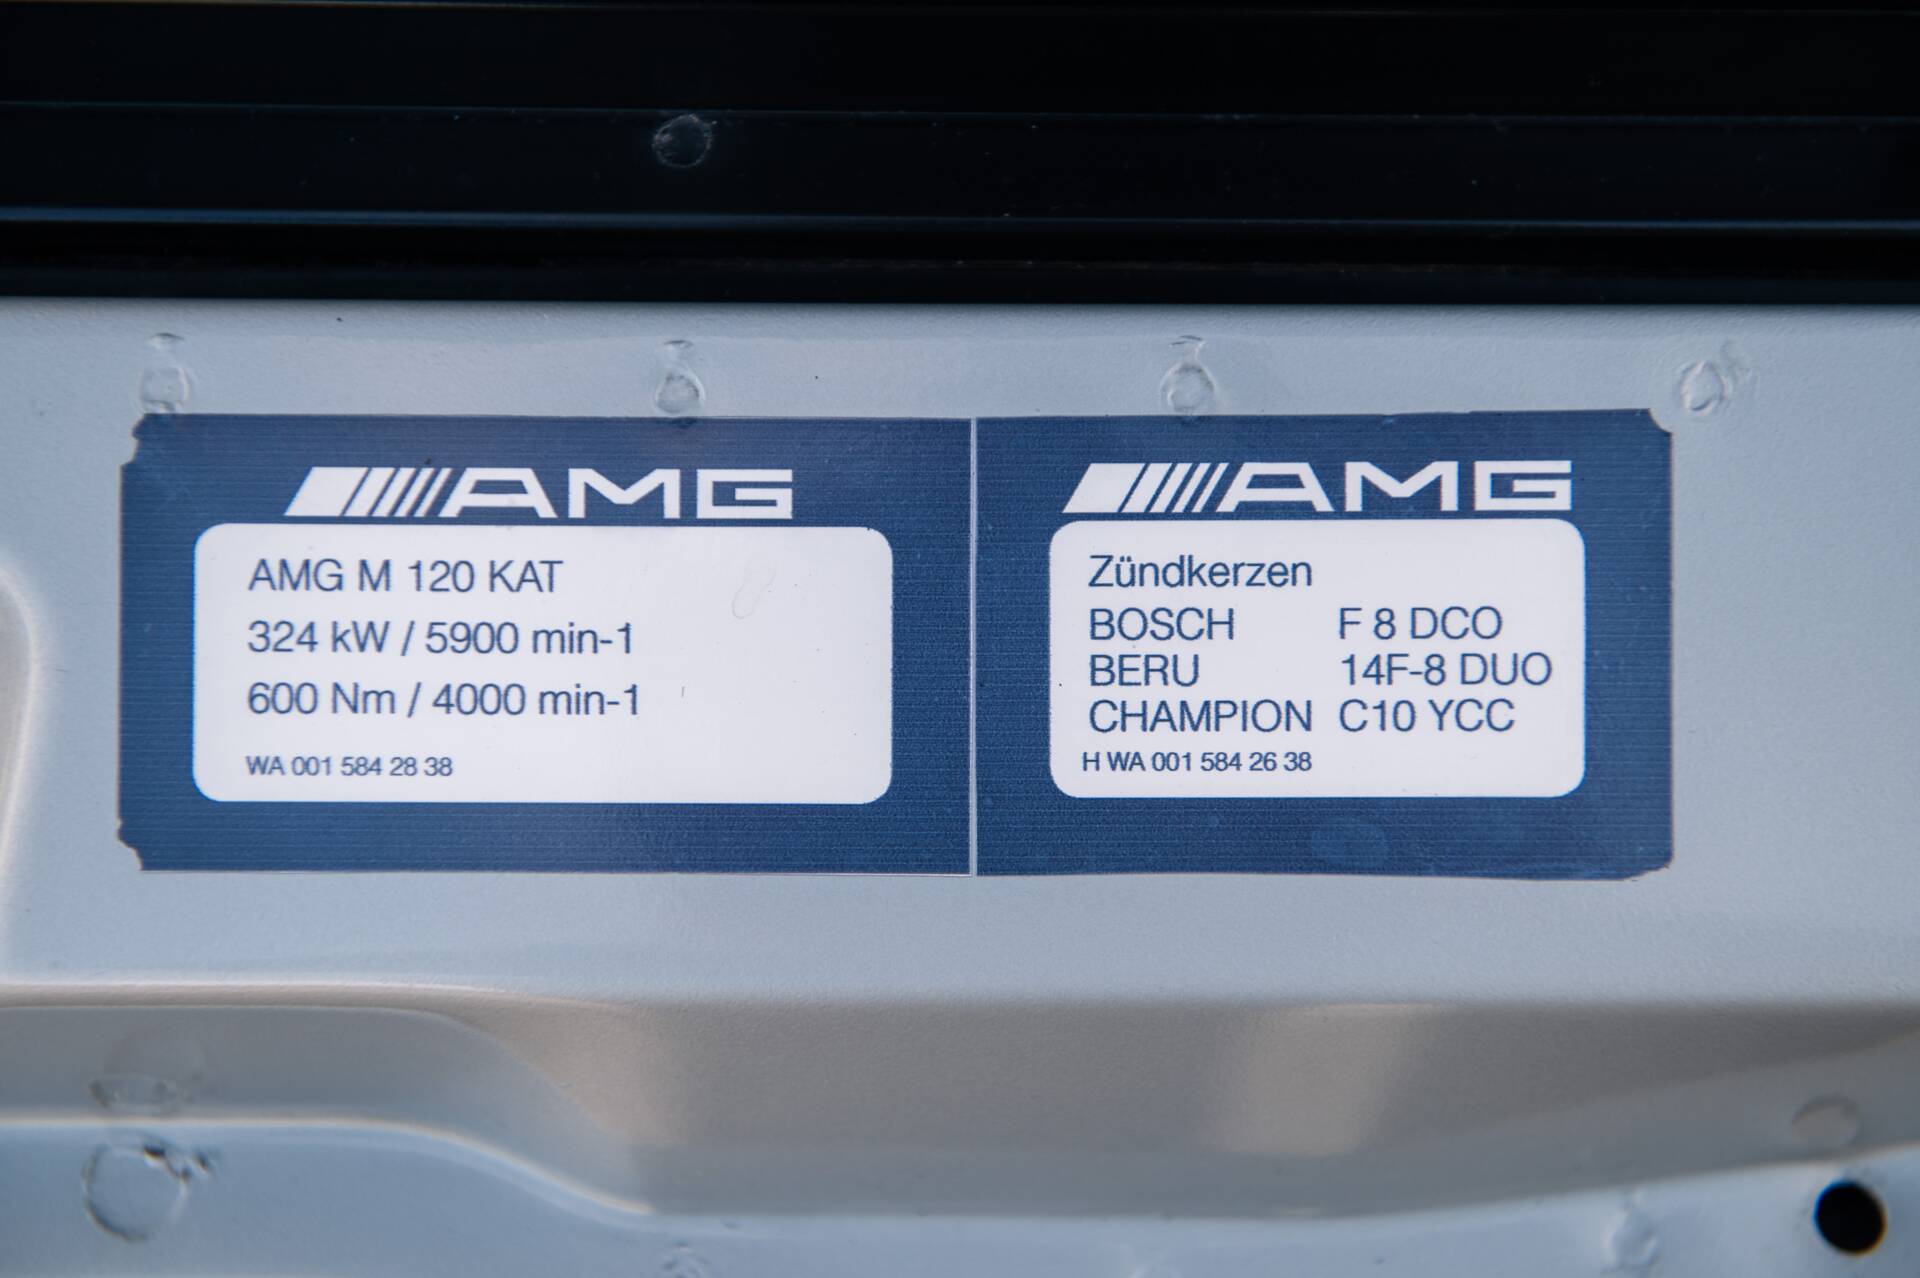 AMG
AMG M 120 KAT
324 kW / 5900 min-1
600 Nm / 4000 min-1
WA 001 584 28 38
AMG
Zündkerzen
BOSCH F 8 DCO
BERU 14F-8 DUO
CHAMPION C10 YCC
H WA 001 584 26 38